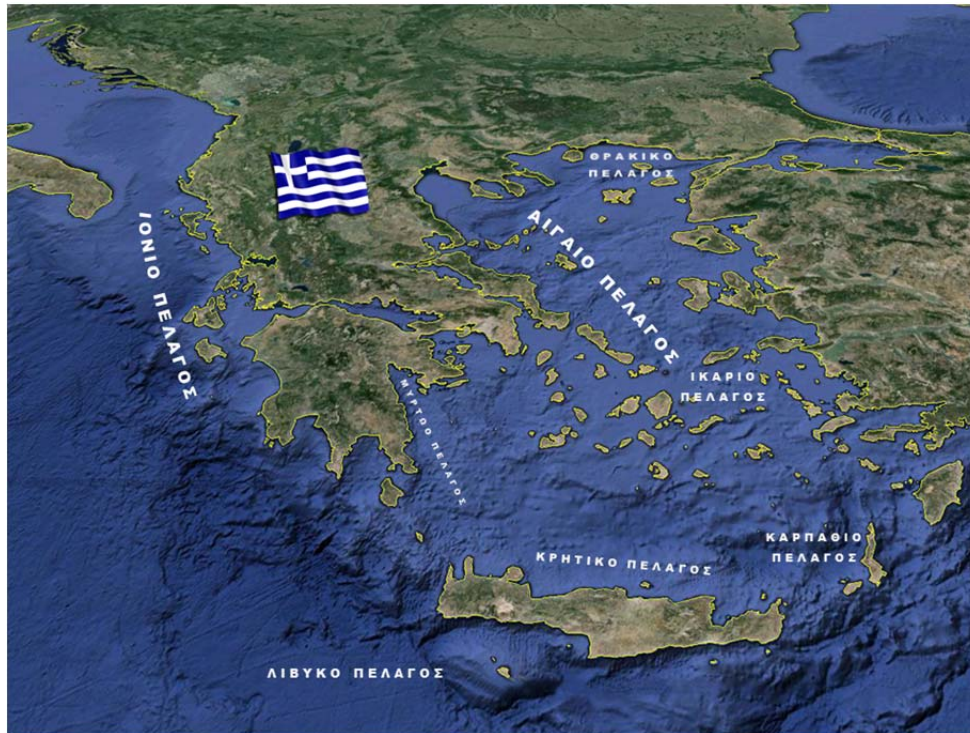 ΘΡΑΚΙΚΟ
ΠΕΛΑΓΟΣ
ΑΙΓΑΙΟ ΠΕΛΑΓΟΣ
ΙΟΝΙΟ ΠΕΛΑΓΟΣ
ΙΚΑΡΙΟ
ΠΕΛΑΓΟΣ
ΜΥΡΤΩΟ ΠΕΛΑΓΟΣ
ΚΑΡΠΑΘΙΟ
ΠΕΛΑΓΟΣ
ΚΡΗΤΙΚΟ ΠΕΛΑΓΟΣ
ΛΙΒΥΚΟ ΠΕΛΑΓΟΣ